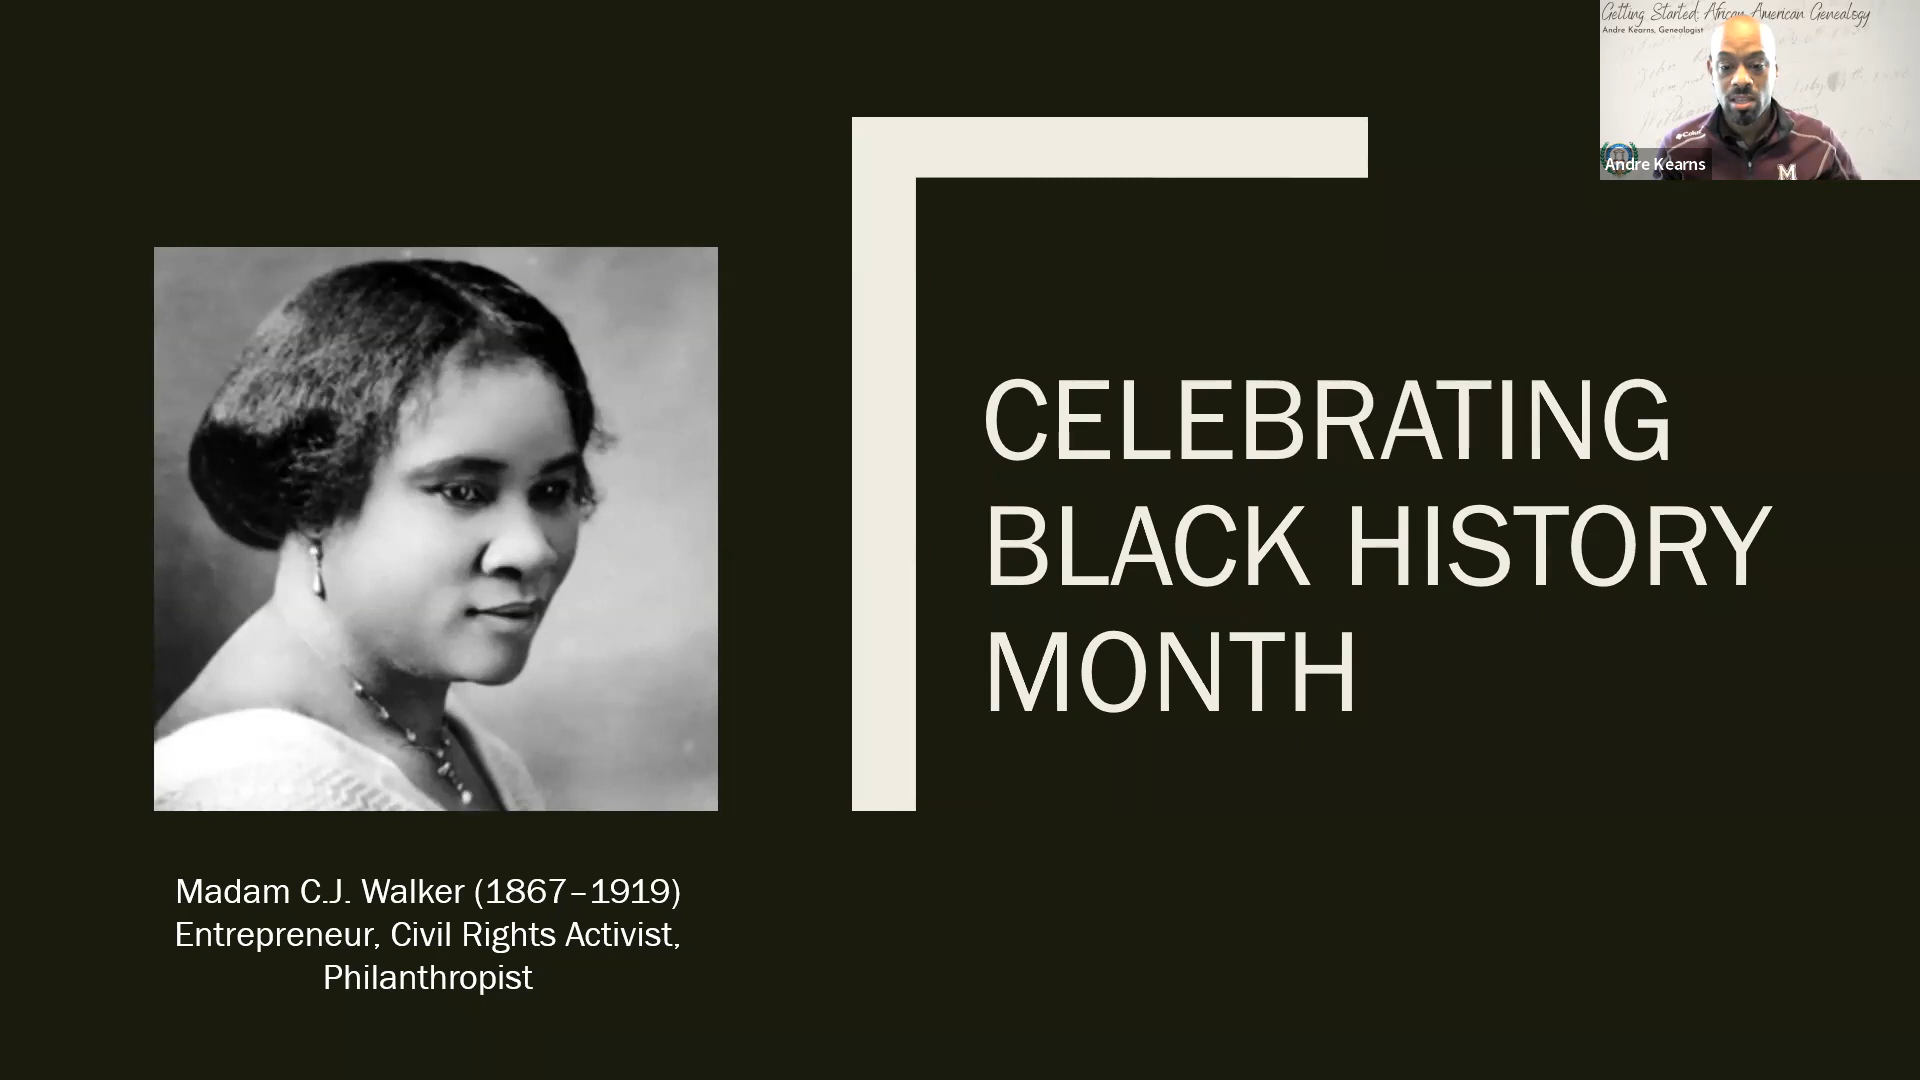 Getting Started: African American Genealogy
Andre Kearns, Genealogist
Columbia
M
Andre Kearns
CELEBRATING
BLACK HISTORY
MONTH
Madam C.J. Walker (1867–1919)
Entrepreneur, Civil Rights Activist,
Philanthropist